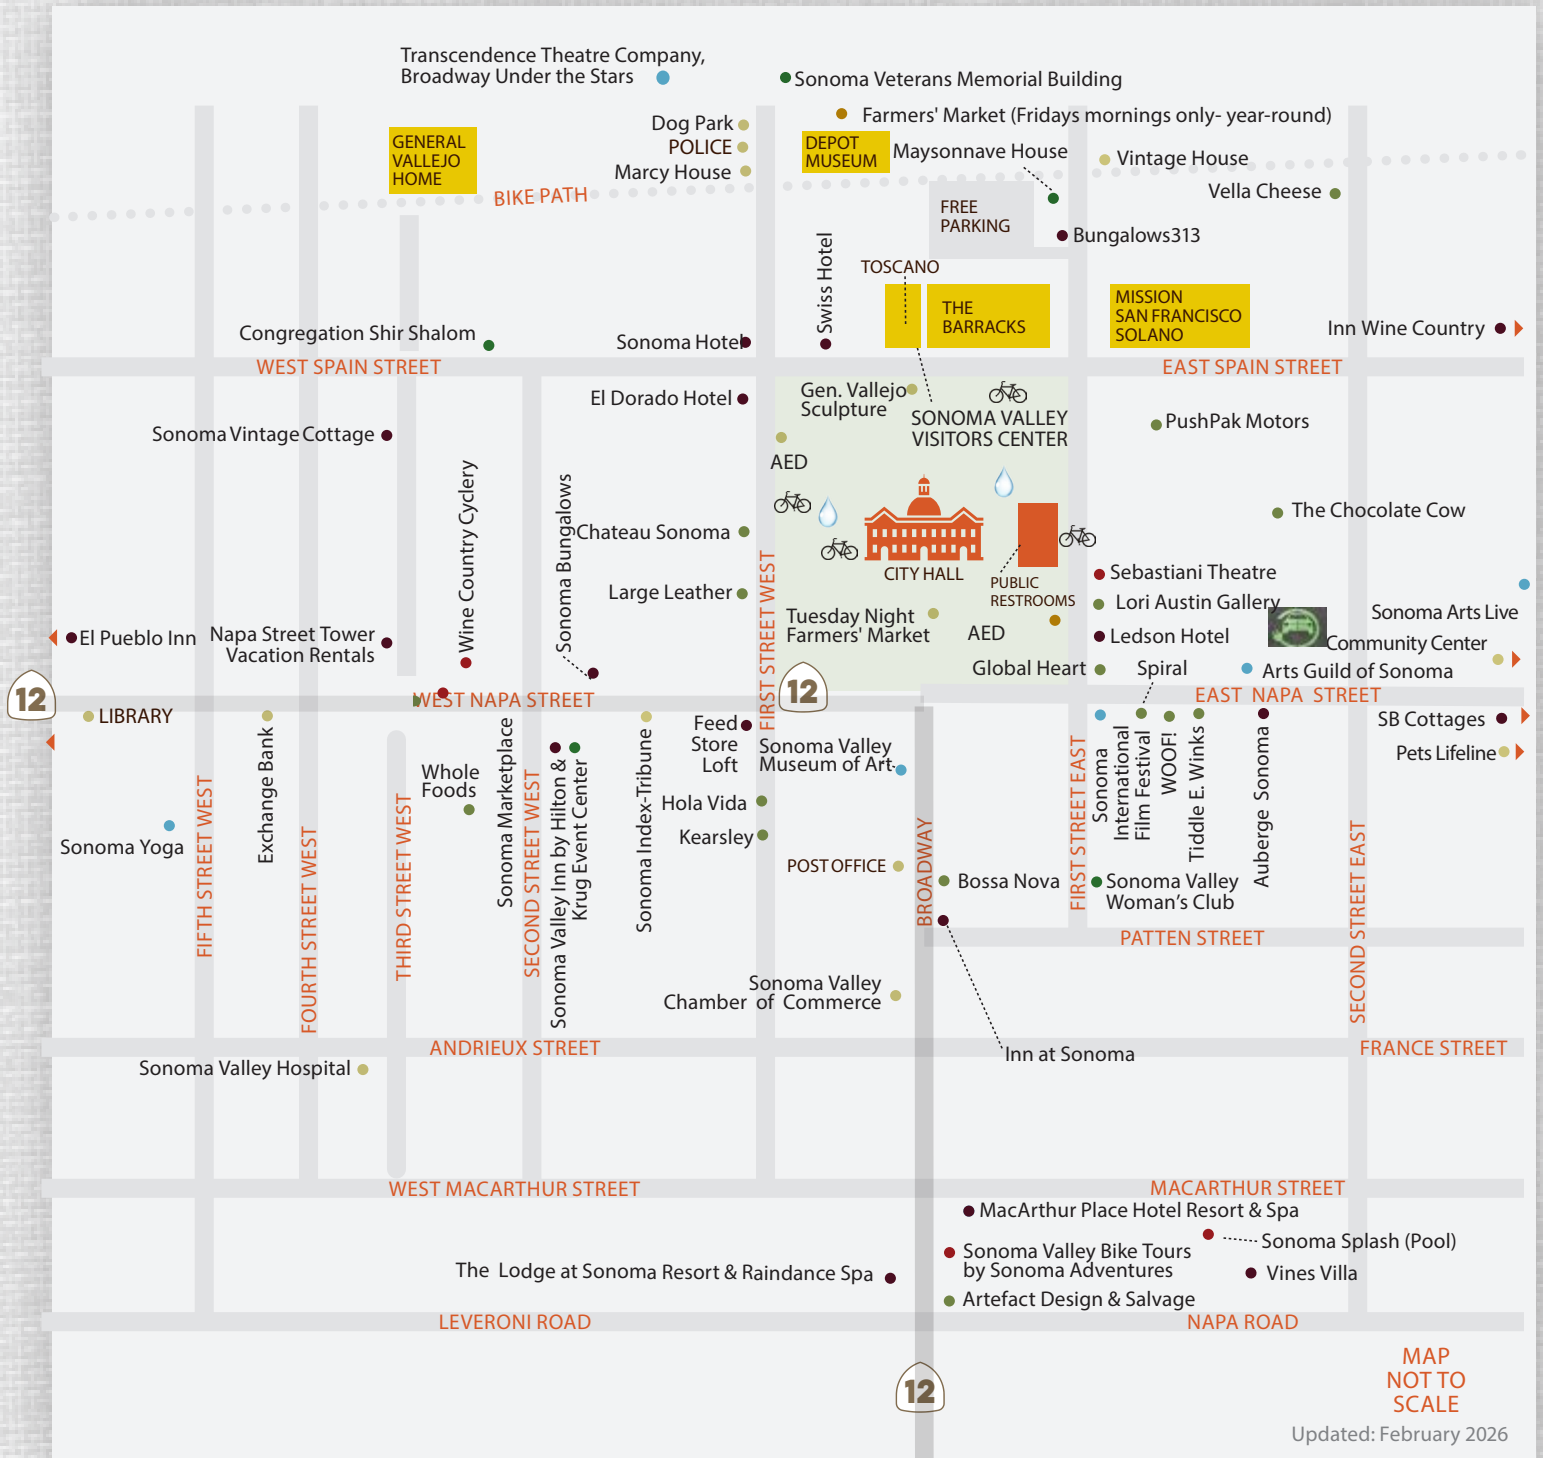 Transcendence Theatre Company,
Broadway Under the Stars
Sonoma Veterans Memorial Building
Farmers' Market (Fridays mornings only- year-round)
Dog Park
POLICE
Marcy House
GENERAL
VALLEJO
HOME
DEPOT
MUSEUM
Maysonnave House
Vintage House
Vella Cheese
BIKE PATH
FREE
PARKING
Bungalows313
Swiss Hotel
TOSCANO
THE
BARRACKS
MISSION
SAN FRANCISCO
SOLANO
Inn Wine Country
Congregation Shir Shalom
Sonoma Hotel
WEST SPAIN STREET
EAST SPAIN STREET
El Dorado Hotel
Gen. Vallejo
Sculpture
SONOMA VALLEY
VISITORS CENTER
PushPak Motors
Sonoma Vintage Cottage
AED
Wine Country Cyclery
Sonoma Bungalows
Chateau Sonoma
The Chocolate Cow
CITY HALL
PUBLIC
RESTROOMS
Sebastiani Theatre
Large Leather
FIRST STREET WEST
Lori Austin Gallery
Tuesday Night
Farmers' Market
AED
Sonoma Arts Live
Ledson Hotel
Community Center
El Pueblo Inn
Napa Street Tower
Vacation Rentals
Global Heart
Spiral
Arts Guild of Sonoma
12
12
WEST NAPA STREET
EAST NAPA STREET
LIBRARY
Exchange Bank
Feed
Store
Loft
Sonoma Valley
Museum of Art
SB Cottages
Pets Lifeline
Whole
Foods
Sonoma Marketplace
Sonoma Valley Inn by Hilton &
Krug Event Center
Sonoma Index-Tribune
Hola Vida
Kearsley
Sonoma
International
Film Festival
WOOF!
Tiddle E. Winks
Auberge Sonoma
Sonoma Yoga
FIFTH STREET WEST
FOURTH STREET WEST
THIRD STREET WEST
SECOND STREET WEST
POST OFFICE
BROADWAY
Bossa Nova
FIRST STREET EAST
Sonoma Valley
Woman's Club
SECOND STREET EAST
PATTEN STREET
Sonoma Valley
Chamber of Commerce
Inn at Sonoma
ANDRIEUX STREET
FRANCE STREET
Sonoma Valley Hospital
WEST MACARTHUR STREET
MACARTHUR STREET
MacArthur Place Hotel Resort & Spa
Sonoma Splash (Pool)
Sonoma Valley Bike Tours
by Sonoma Adventures
The Lodge at Sonoma Resort & Raindance Spa
Vines Villa
Artefact Design & Salvage
LEVERONI ROAD
NAPA ROAD
12
MAP
NOT TO
SCALE
Updated: February 2026